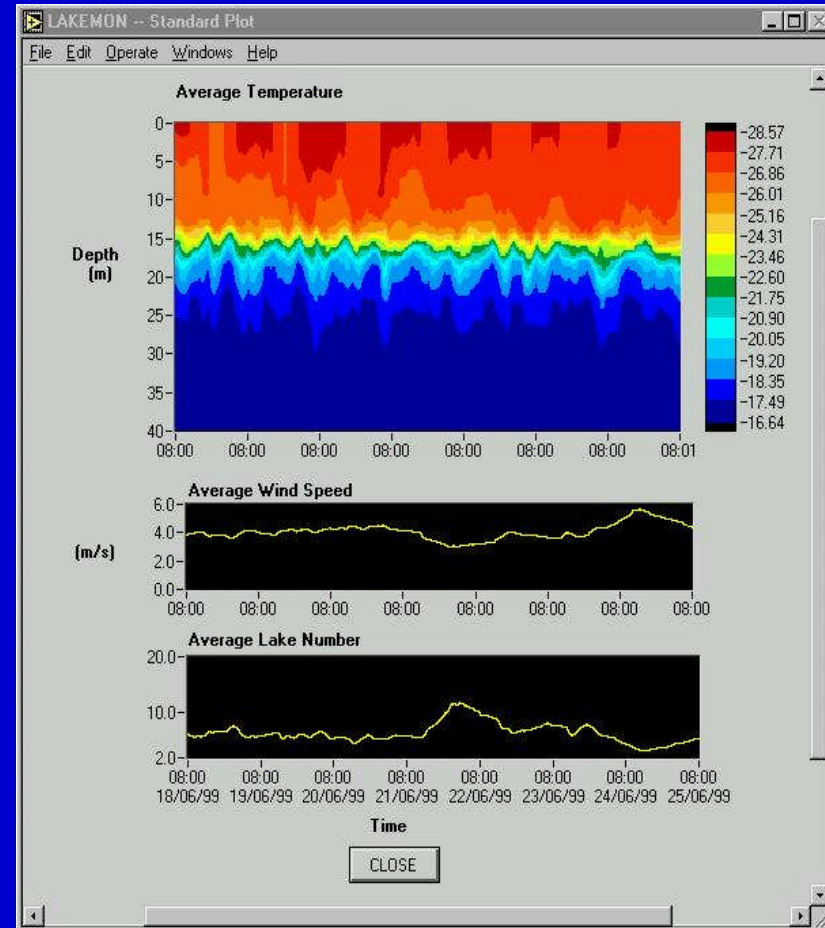 LAKEMON -- Standard Plot
File Edit Operate Windows Help
Average Temperature
Depth
(m)
0-
5-
10-
15-
20-
25-
30-
35-
40-
08:00 08:00 08:00 08:00 08:00 08:00 08:00 08:01
-28.57
-27.71
-26.86
-26.01
-25.16
-24.31
-23.46
-22.60
-21.75
-20.90
-20.05
-19.20
-18.35
-17.49
-16.64
Average Wind Speed
(m/s)
6.0-
4.0-
2.0-
0.0-
08:00 08:00 08:00 08:00 08:00 08:00 08:00 08:00
Average Lake Number
20.0-
10.0-
2.0-
08:00 08:00 08:00 08:00 08:00 08:00 08:00 08:00
18/06/99 19/06/99 20/06/99 21/06/99 22/06/99 23/06/99 24/06/99 25/06/99
Time
CLOSE